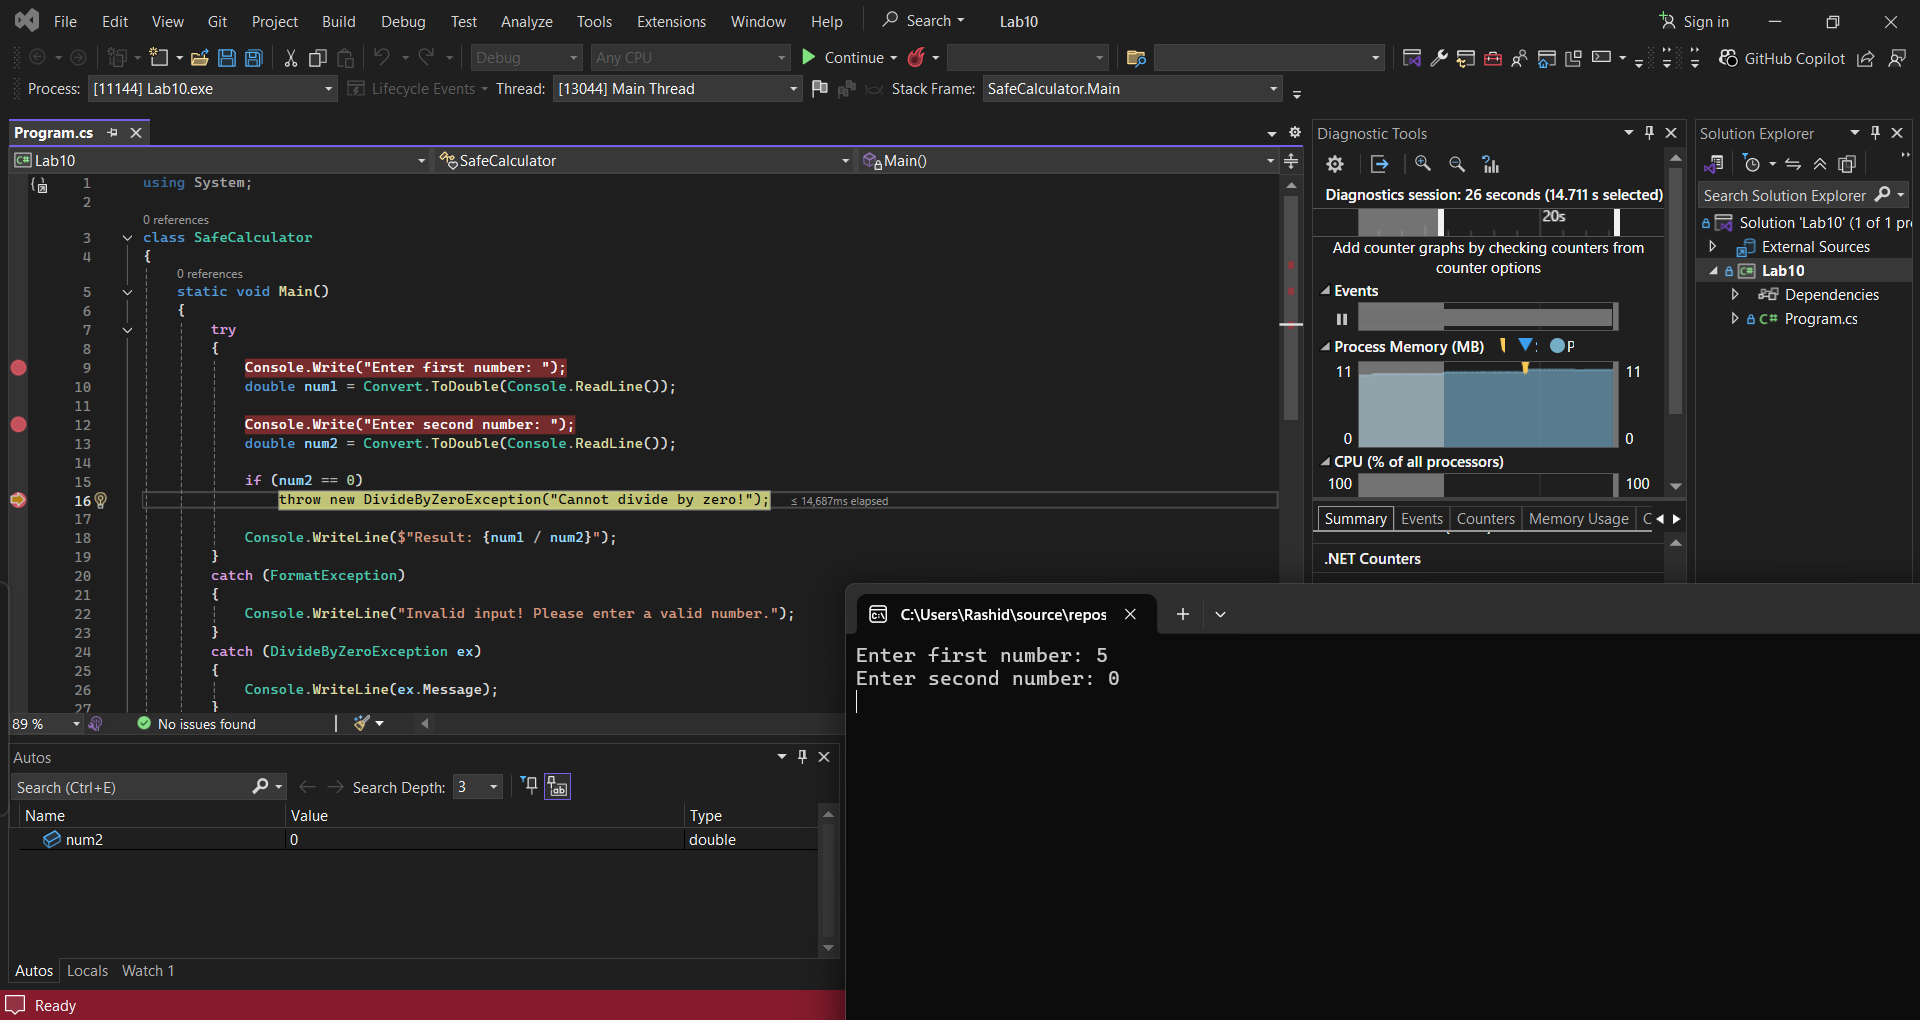 File Edit View Git Project Build Debug Test Analyze Tools Extensions Window Help Search Lab10 Sign in
Debug Any CPU Continue GitHub Copilot
Process: [11144] Lab10.exe Lifecycle Events Thread: [13044] Main Thread Stack Frame: SafeCalculator.Main
Program.cs
Lab10 SafeCalculator Main()
1 using System;
2
0 references
3 class SafeCalculator
4 {
0 references
5 static void Main()
6 {
7 try
8 {
9 Console.Write("Enter first number: ");
10 double num1 = Convert.ToDouble(Console.ReadLine());
11
12 Console.Write("Enter second number: ");
13 double num2 = Convert.ToDouble(Console.ReadLine());
14
15 if (num2 == 0)
16 throw new DivideByZeroException("Cannot divide by zero!"); ≤ 14,687ms elapsed
17
18 Console.WriteLine($"Result: {num1 / num2}");
19 }
20 catch (FormatException)
21 {
22 Console.WriteLine("Invalid input! Please enter a valid number.");
23 }
24 catch (DivideByZeroException ex)
25 {
26 Console.WriteLine(ex.Message);
27 }
89 % No issues found
Diagnostic Tools
Diagnostics session: 26 seconds (14.711 s selected)
20s
Add counter graphs by checking counters from
counter options
Events
Process Memory (MB) P
11 11
0 0
CPU (% of all processors)
100 100
Summary Events Counters Memory Usage C
.NET Counters
Solution Explorer
Search Solution Explorer
Solution 'Lab10' (1 of 1 pr
External Sources
C# Lab10
Dependencies
C# Program.cs
Autos
Search (Ctrl+E) Search Depth: 3
Name Value Type
num2 0 double
Autos Locals Watch 1
Ready
C:\Users\Rashid\source\repos
Enter first number: 5
Enter second number: 0